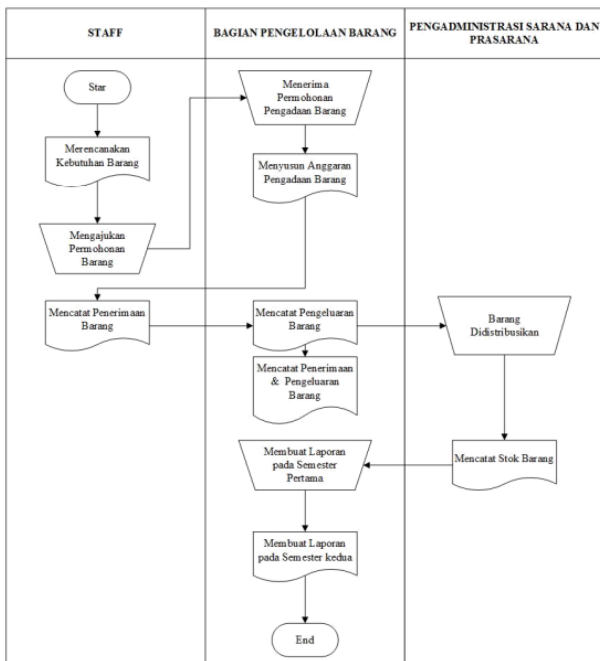 STAFF
BAGIAN PENGELOLAAN BARANG
PENGADMINISTRASI SARANA DAN
PRASARANA
Star
Merencanakan
Kebutuhan Barang
Mengajukan
Permohonan
Barang
Menerima
Permohonan
Pengadaan Barang
Menyusun Anggaran
Pengadaan Barang
Mencatat Penerimaan
Barang
Mencatat Pengeluaran
Barang
Barang
Didistribusikan
Mencatat Penerimaan
& Pengeluaran
Barang
Mencatat Stok Barang
Membuat Laporan
pada Semester
Pertama
Membuat Laporan
pada Semester kedua
End